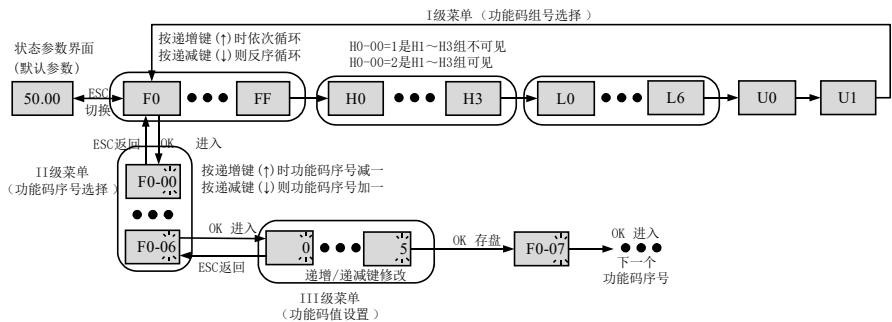 I级菜单（功能码组号选择）
状态参数界面
(默认参数)
按递增键(↑)时依次循环
按递减键(↓)则反序循环
H0-00=1是H1～H3组不可见
H0-00=2是H1～H3组可见
50.00
ESC
切换
F0
FF
H0
H3
L0
L6
U0
U1
ESC返回
OK 进入
II级菜单
（功能码序号选择）
F0-00
按递增键(↑)时功能码序号减一
按递减键(↓)则功能码序号加一
F0-06
OK 进入
ESC返回
0
5
递增/递减键修改
OK 存盘
F0-07
OK 进入
下一个
功能码序号
III级菜单
（功能码值设置）